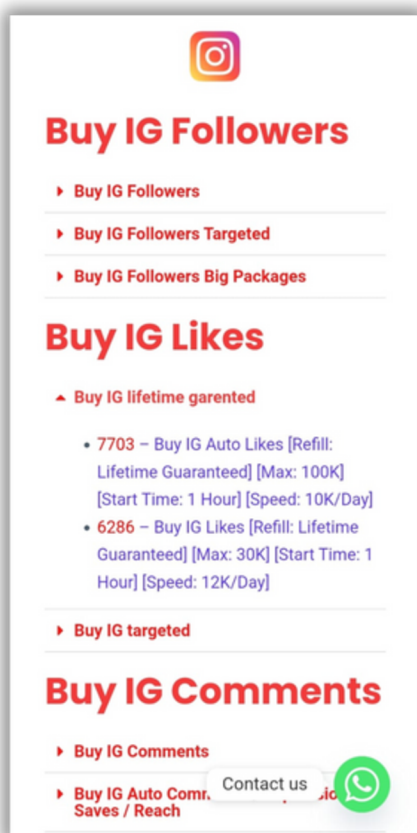 Buy IG Followers
Buy IG Followers
Buy IG Followers Targeted
Buy IG Followers Big Packages
Buy IG Likes
Buy IG lifetime garented
7703 – Buy IG Auto Likes [Refill:
Lifetime Guaranteed] [Max: 100K]
[Start Time: 1 Hour] [Speed: 10K/Day]
6286 – Buy IG Likes [Refill: Lifetime
Guaranteed] [Max: 30K] [Start Time: 1
Hour] [Speed: 12K/Day]
Buy IG targeted
Buy IG Comments
Buy IG Comments
Buy IG Auto
Saves / Reach
Contact us